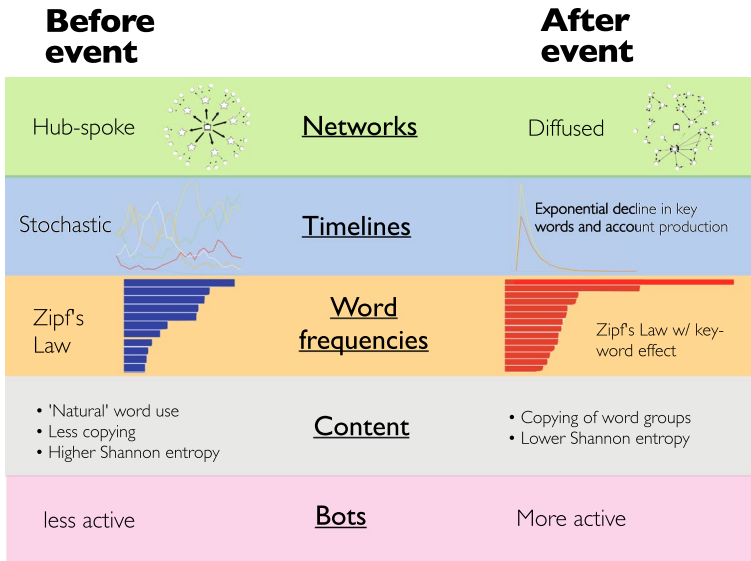 Before
event
After
event
Hub-spoke
Networks
Diffused
Stochastic
Timelines
Exponential decline in key
words and account production
Zipf's
Law
Word
frequencies
Zipf's Law w/ key-
word effect
• 'Natural' word use
• Less copying
• Higher Shannon entropy
Content
• Copying of word groups
• Lower Shannon entropy
less active
Bots
More active